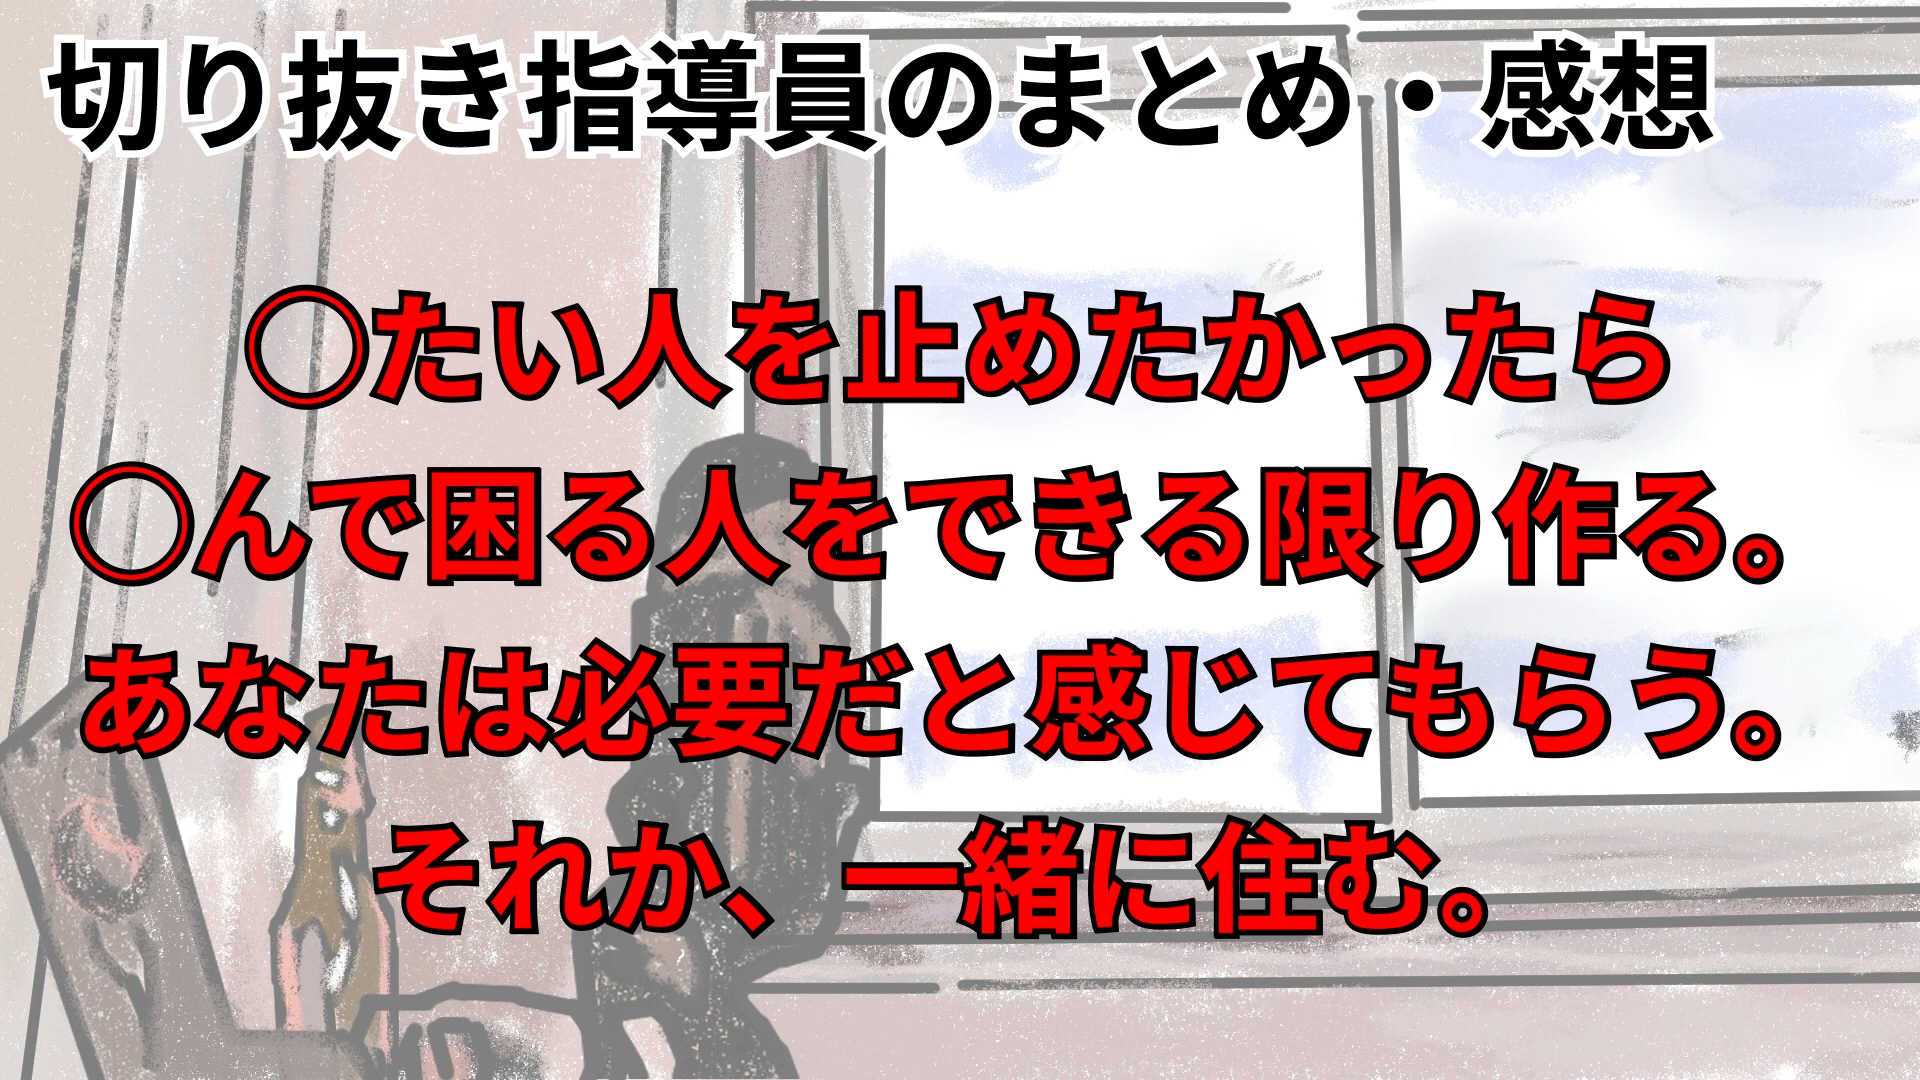 切り抜き指導員のまとめ・感想
〇たい人を止めたかったら
〇んで困る人をできる限り作る。
あなたは必要だと感じてもらう。
それか、一緒に住む。